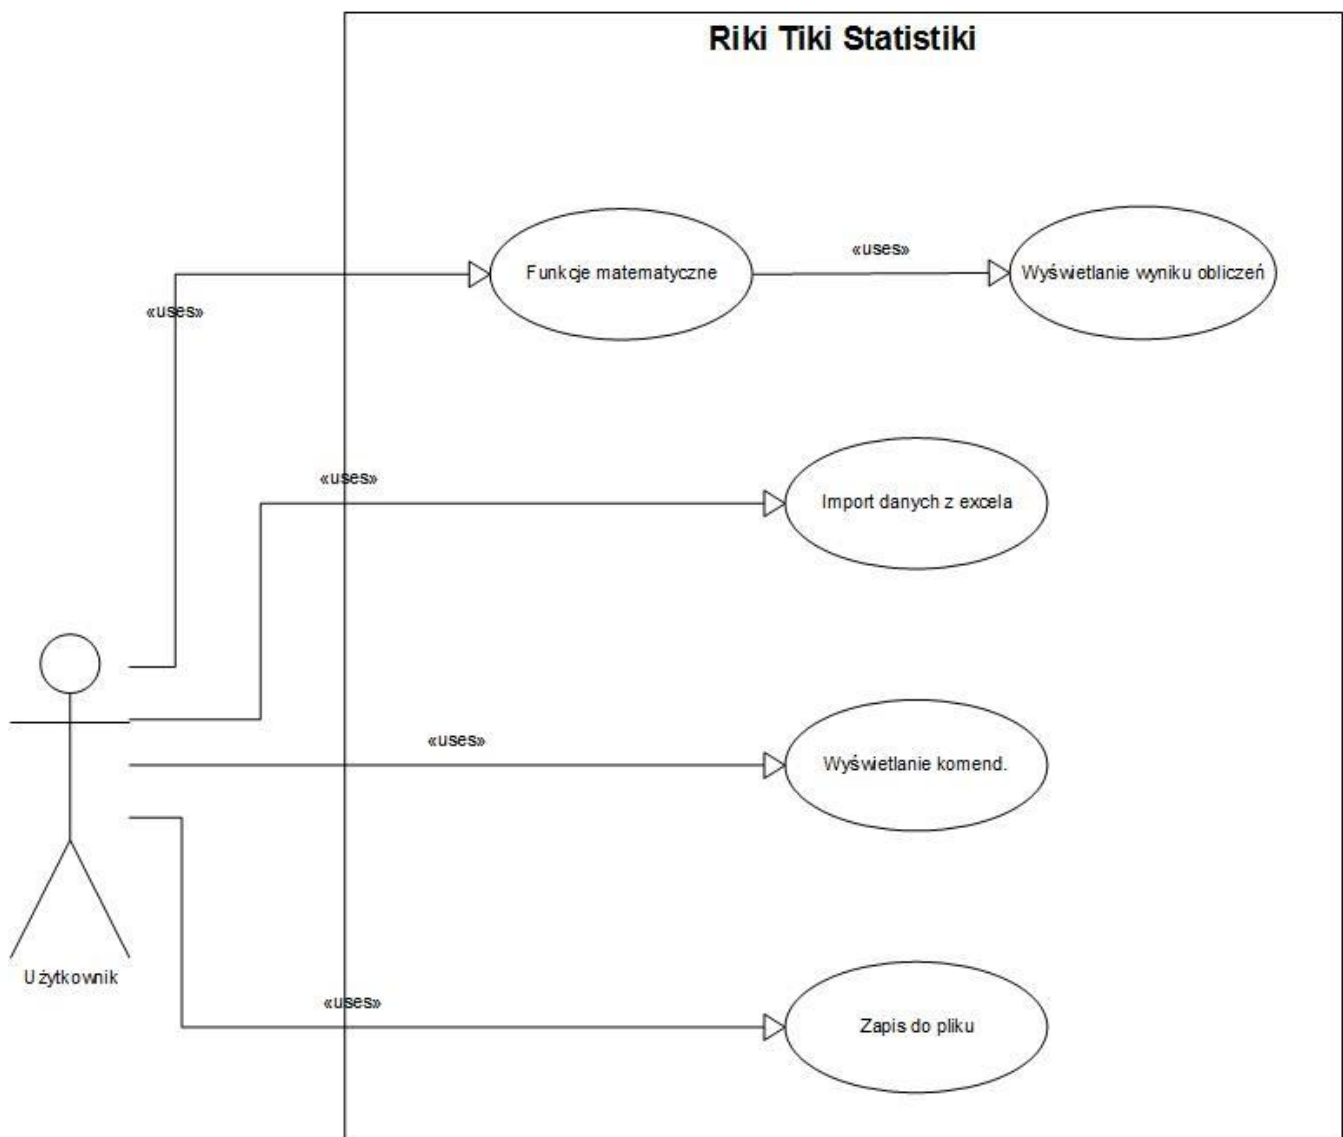 Riki Tiki Statistiki
Funkcje matematyczne
«uses»
Wyświetlanie wyniku obliczeń
«uses»
«uses»
Import danych z excela
«uses»
Wyświetlanie komend.
Użytkownik
«uses»
Zapis do pliku